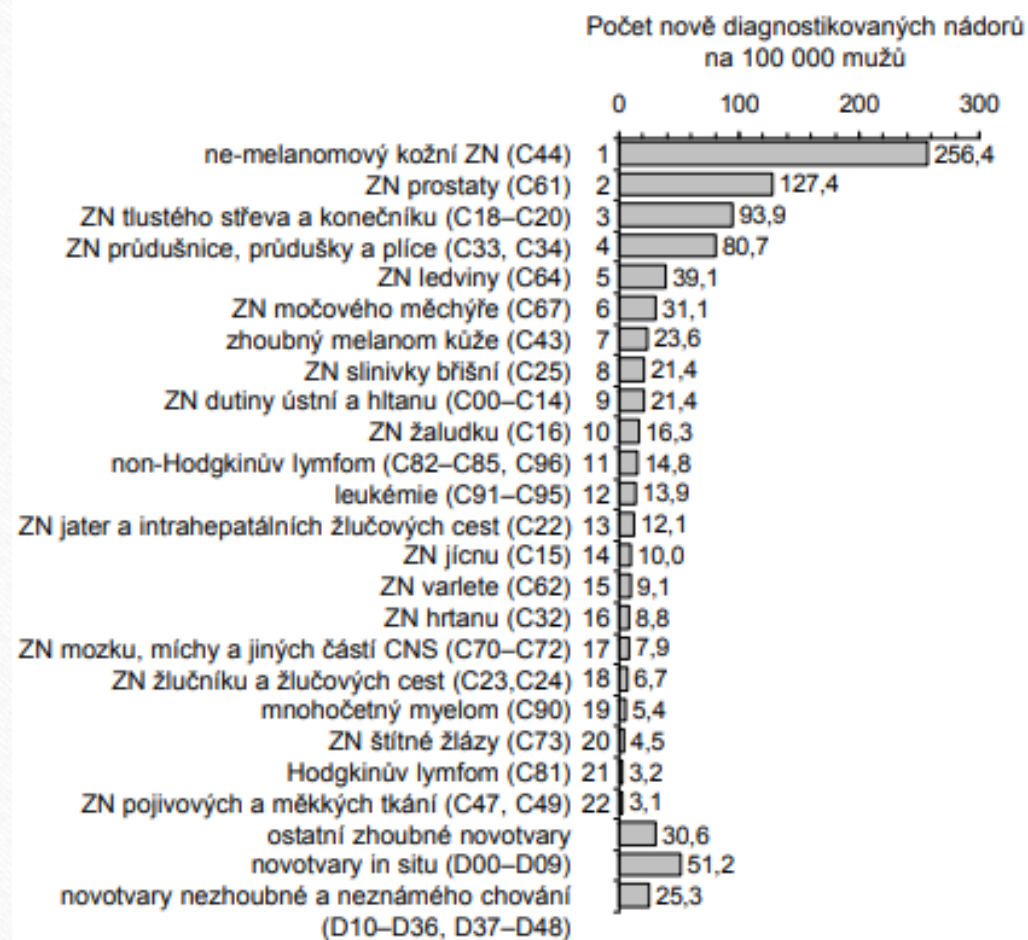 Počet nově diagnostikovaných nádorů
na 100 000 mužů
0 100 200 300
ne-melanomový kožní ZN (C44) 1 256,4
ZN prostaty (C61) 2 127,4
ZN tlustého střeva a konečníku (C18–C20) 3 93,9
ZN průdušnice, průdušky a plíce (C33, C34) 4 80,7
ZN ledviny (C64) 5 39,1
ZN močového měchýře (C67) 6 31,1
zhoubný melanom kůže (C43) 7 23,6
ZN slinivky břišní (C25) 8 21,4
ZN dutiny ústní a hltanu (C00–C14) 9 21,4
ZN žaludku (C16) 10 16,3
non-Hodgkinův lymfom (C82–C85, C96) 11 14,8
leukémie (C91–C95) 12 13,9
ZN jater a intrahepatálních žlučových cest (C22) 13 12,1
ZN jícnu (C15) 14 10,0
ZN varlete (C62) 15 9,1
ZN hrtanu (C32) 16 8,8
ZN mozku, míchy a jiných částí CNS (C70–C72) 17 7,9
ZN žlučníku a žlučových cest (C23,C24) 18 6,7
mnohočetný myelom (C90) 19 5,4
ZN štítné žlázy (C73) 20 4,5
Hodgkinův lymfom (C81) 21 3,2
ZN pojivových a měkkých tkání (C47, C49) 22 3,1
ostatní zhoubné novotvary 30,6
novotvary in situ (D00–D09) 51,2
novotvary nezhoubné a neznámého chování 25,3
(D10–D36, D37–D48)